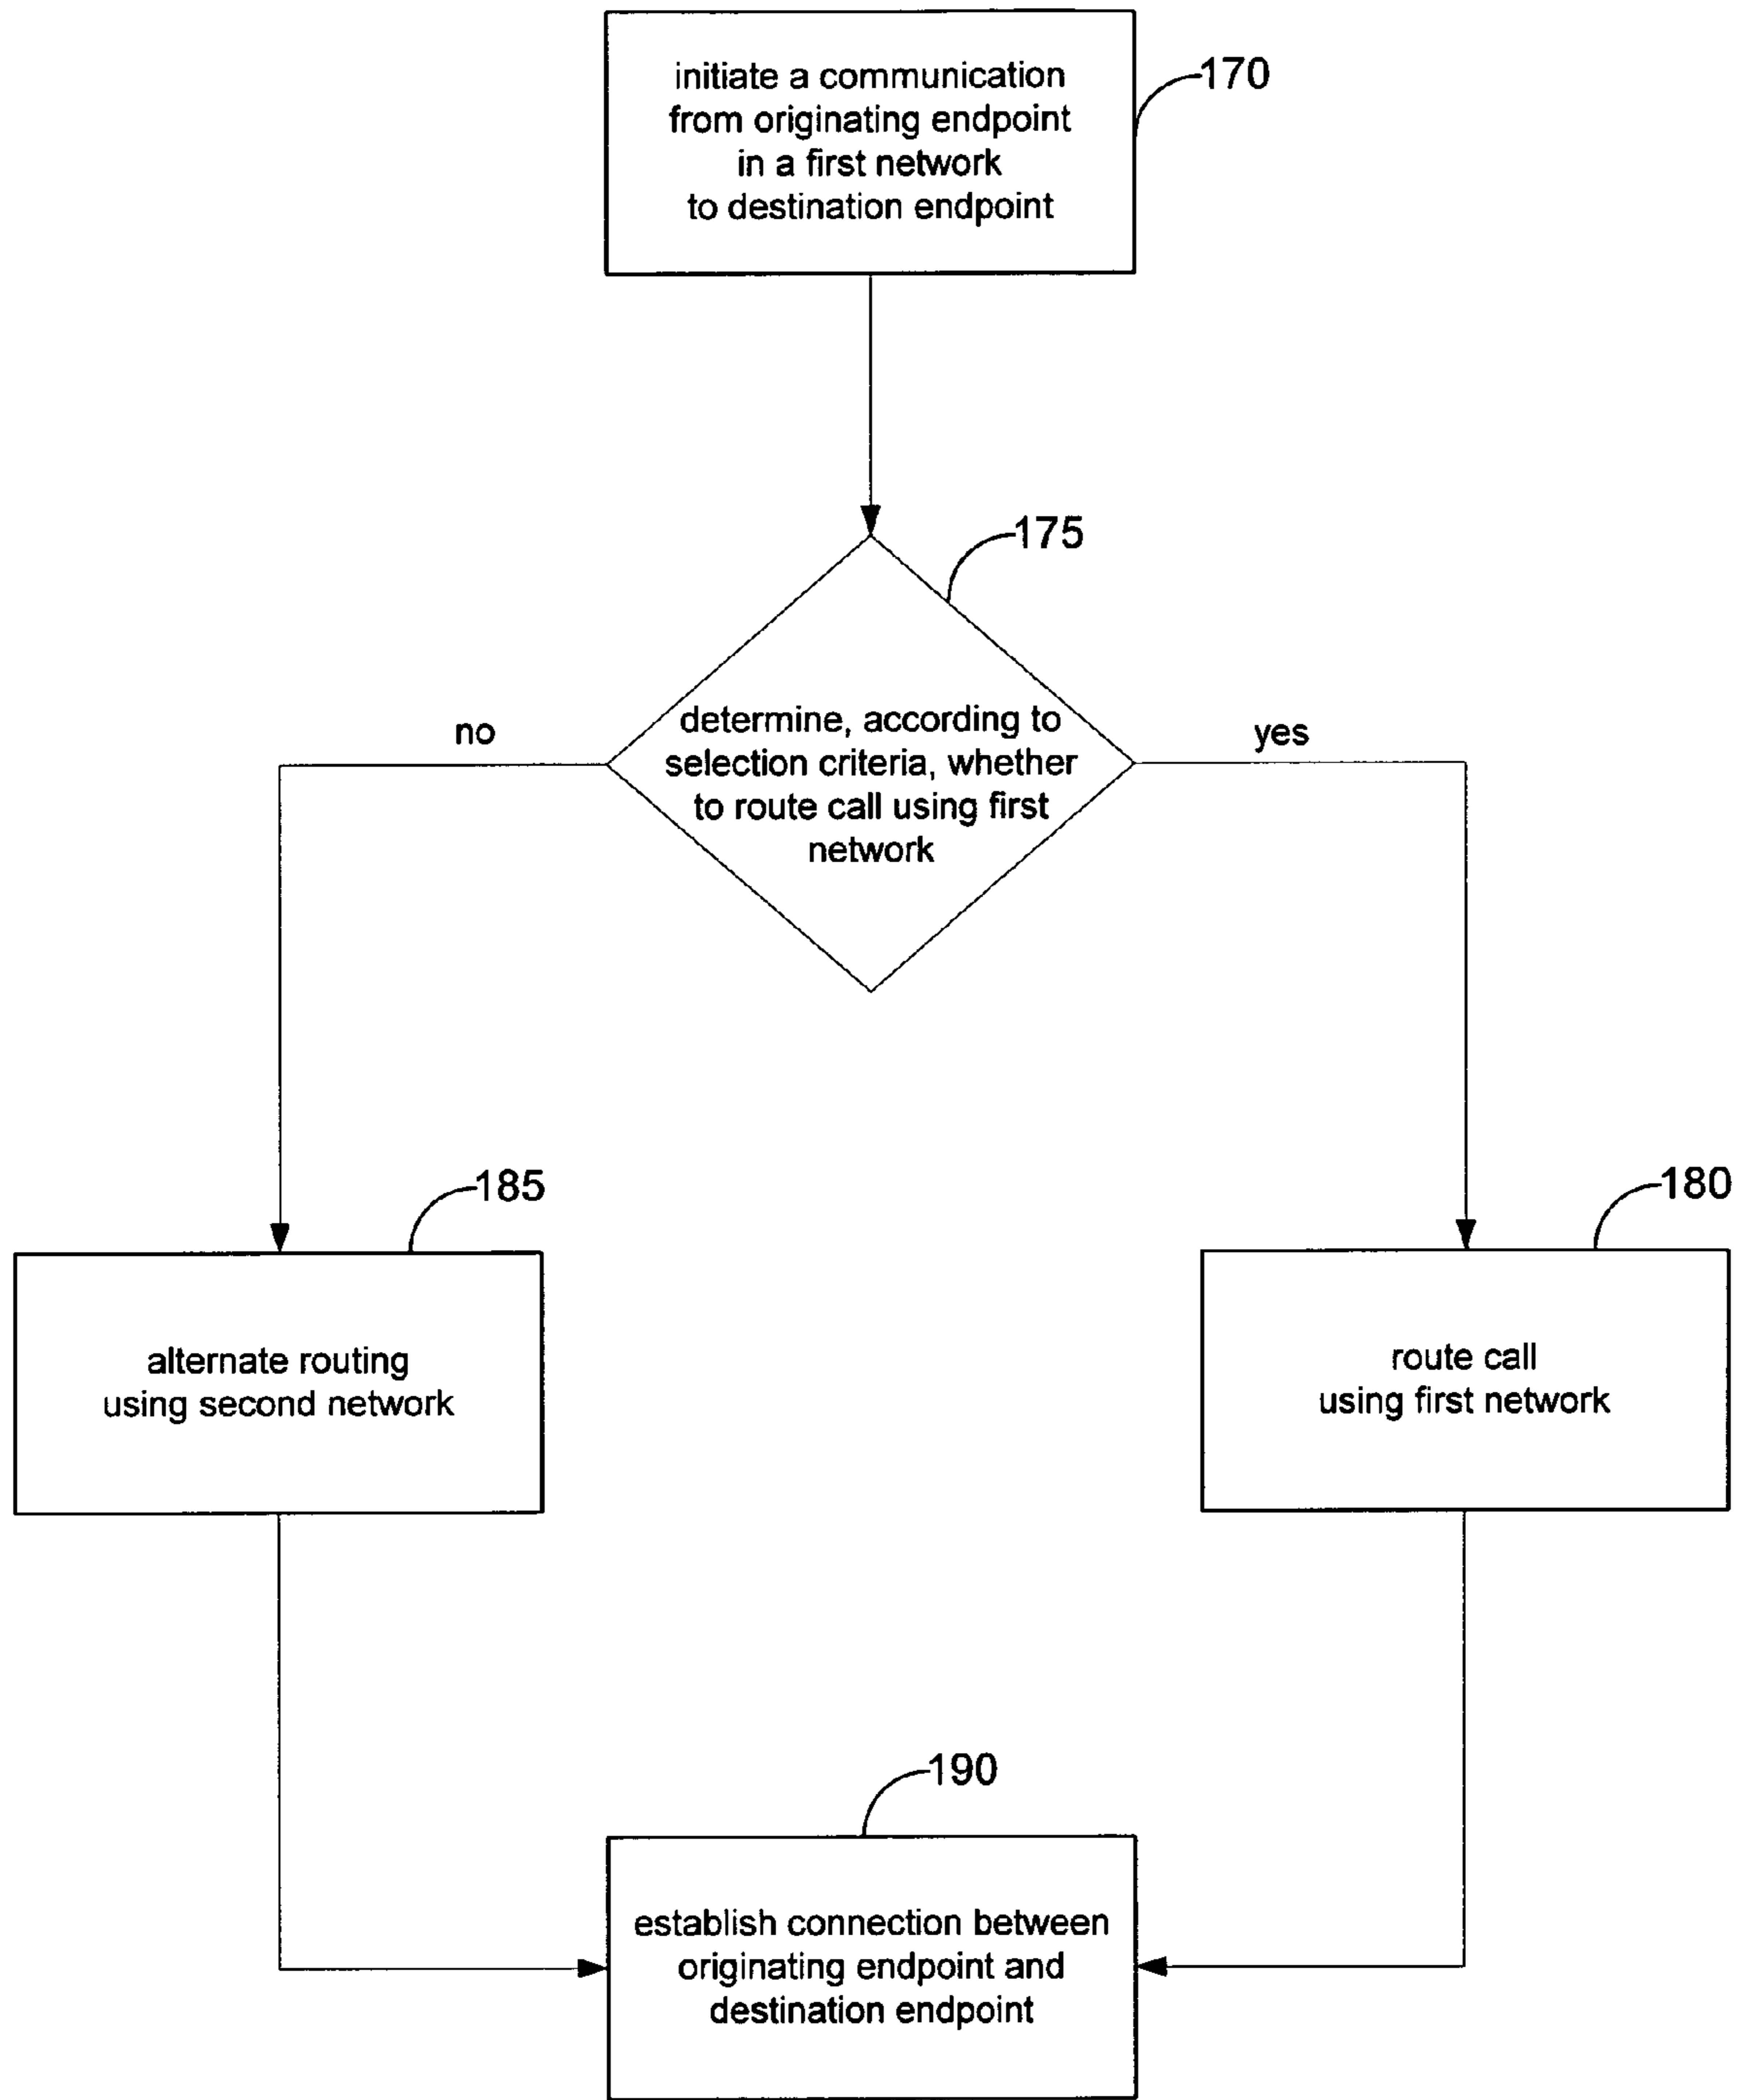 initiate a communication
from originating endpoint
in a first network
to destination endpoint
170
175
determine, according to
selection criteria, whether
to route call using first
network
no
yes
185
180
alternate routing
using second network
route call
using first network
190
establish connection between
originating endpoint and
destination endpoint